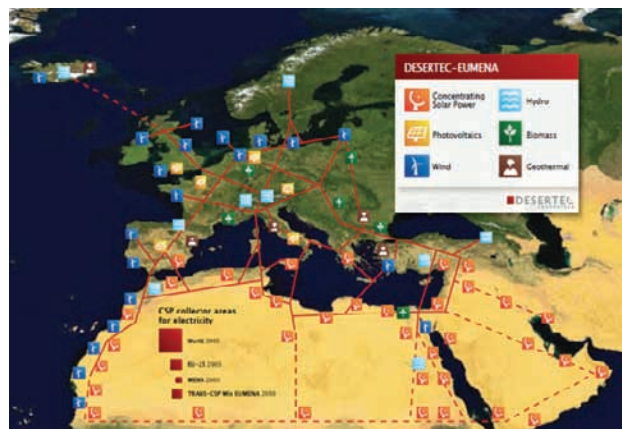 DESERTEC-EUMENA
Concentrating
Solar Power
Hydro
Photovoltaics
Biomass
Wind
Geothermal
DESERTEC
CSP collector areas
for electricity
World 2005
EU-25 2005
MENA 2005
TRANS-CSP Mix EUMENA 2050